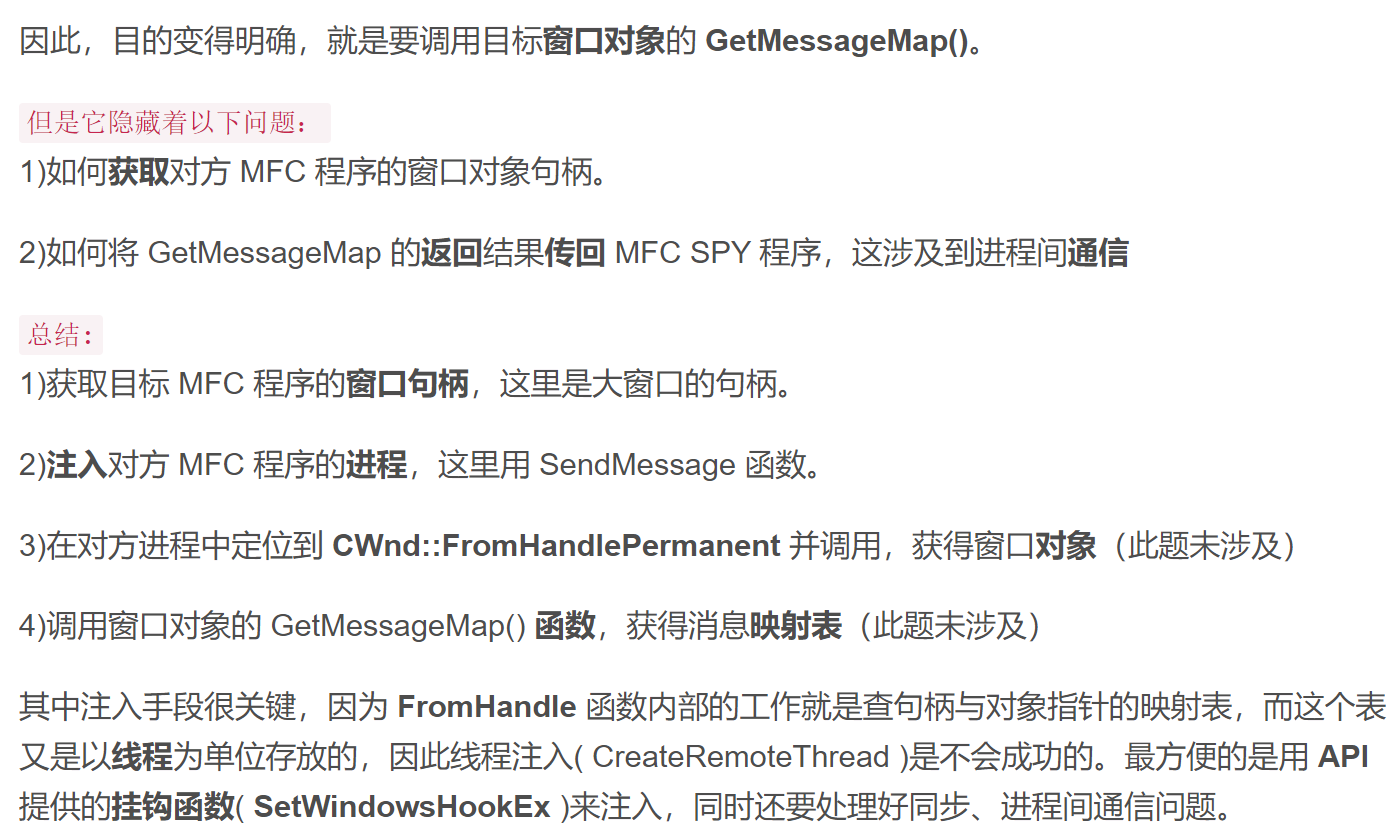 因此，目的变得明确，就是要调用目标窗口对象的 GetMessageMap()。
但是它隐藏着以下问题：
1)如何获取对方 MFC 程序的窗口对象句柄。
2)如何将 GetMessageMap 的返回结果传回 MFC SPY 程序，这涉及到进程间通信
总结：
1)获取目标 MFC 程序的窗口句柄，这里是大窗口的句柄。
2)注入对方 MFC 程序的进程，这里用 SendMessage 函数。
3)在对方进程中定位到 CWnd::FromHandlePermanent 并调用，获得窗口对象（此题未涉及）
4)调用窗口对象的 GetMessageMap() 函数，获得消息映射表（此题未涉及）
其中注入手段很关键，因为 FromHandle 函数内部的工作就是查句柄与对象指针的映射表，而这个表
又是以线程为单位存放的，因此线程注入( CreateRemoteThread )是不会成功的。最方便的是用 API
提供的挂钩函数( SetWindowsHookEx )来注入，同时还要处理好同步、进程间通信问题。